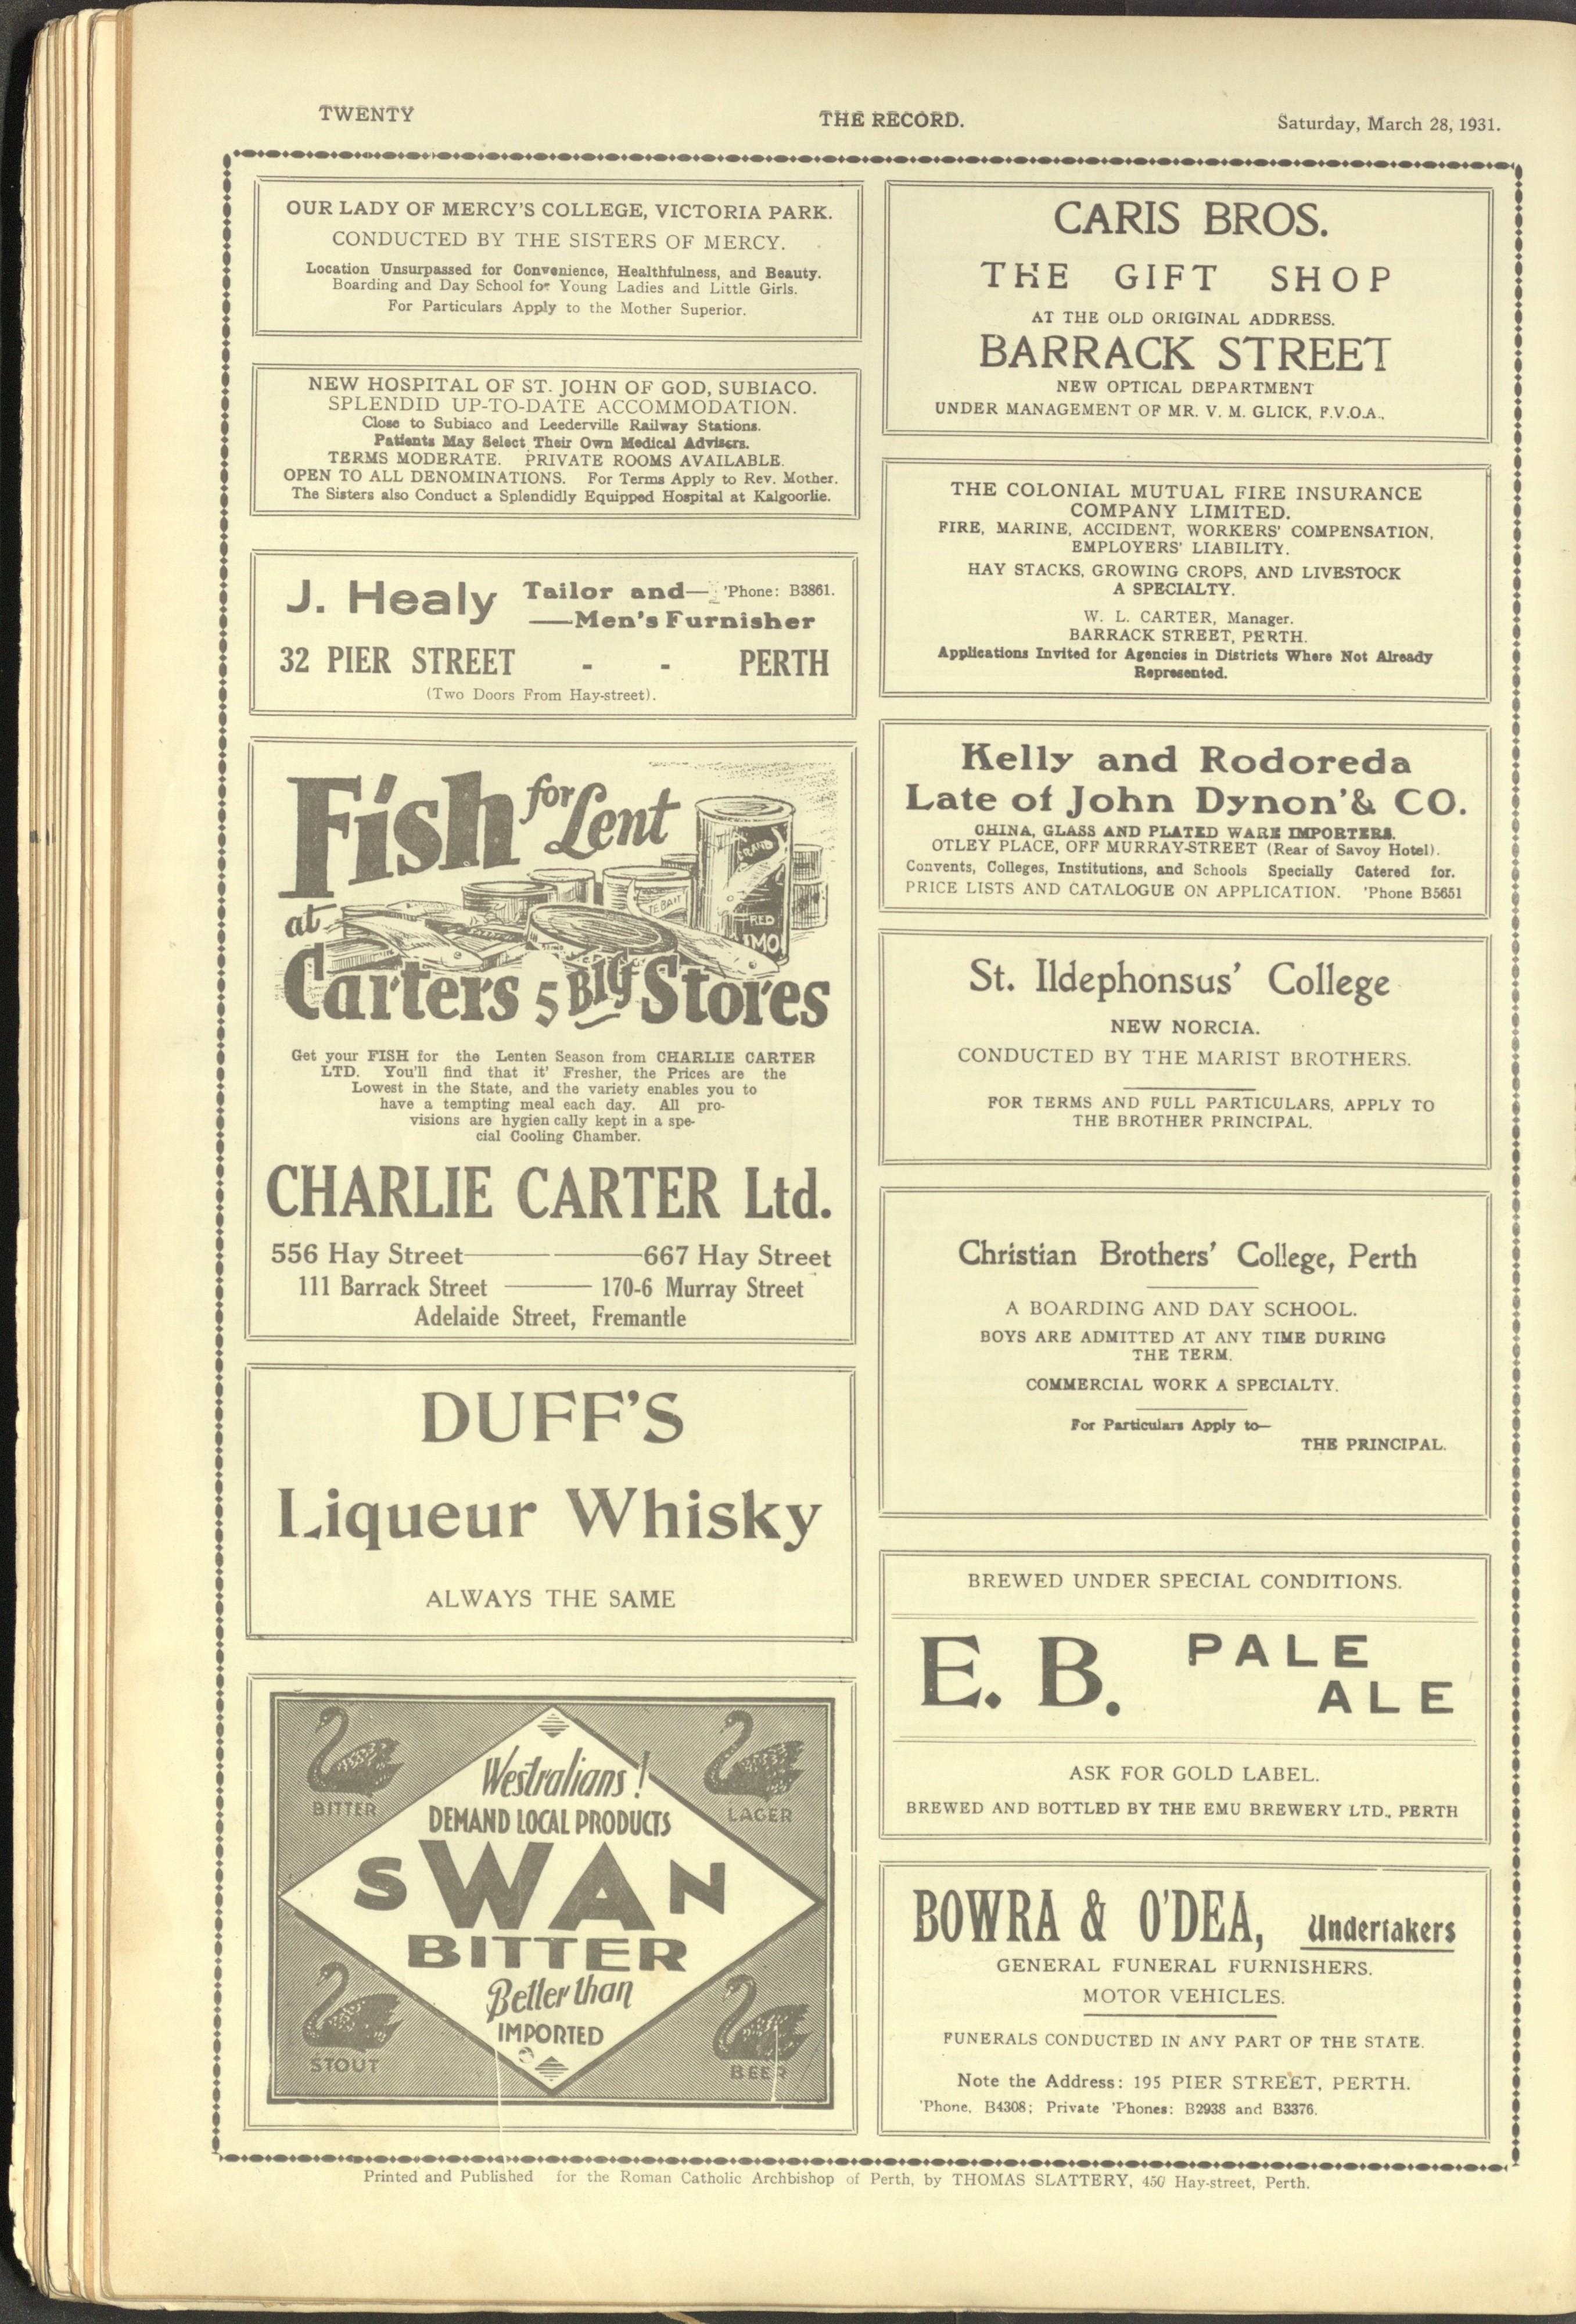 TWENTY
THE RECORD.
Saturday, March 28, 1931.
OUR LADY OF MERCY'S COLLEGE, VICTORIA PARK.
CONDUCTED BY THE SISTERS OF MERCY.
Location Unsurpassed for Convenience, Healthfulness, and Beauty.
Boarding and Day School for Young Ladies and Little Girls.
For Particulars Apply to the Mother Superior.
NEW HOSPITAL OF ST. JOHN OF GOD, SUBIACO.
SPLENDID UP-TO-DATE ACCOMMODATION.
Close to Subiaco and Leederville Railway Stations.
Patients May Select Their Own Medical Advisers.
TERMS MODERATE. PRIVATE ROOMS AVAILABLE.
OPEN TO ALL DENOMINATIONS. For Terms Apply to Rev. Mother.
The Sisters also Conduct a Splendidly Equipped Hospital at Kalgoorlie.
J. Healy Tailor and— 'Phone: B3861.
—Men's Furnisher
32 PIER STREET - - PERTH
(Two Doors From Hay-street).
Fish for Lent
BRAND
TEBAIT
RED
IMO
at
Carters 5 BIG Stores
Get your FISH for the Lenten Season from CHARLIE CARTER
LTD. You'll find that it' Fresher, the Prices are the
Lowest in the State, and the variety enables you to
have a tempting meal each day. All pro-
visions are hygien cally kept in a spe-
cial Cooling Chamber.
CHARLIE CARTER Ltd.
556 Hay Street—— ——667 Hay Street
111 Barrack Street —— 170-6 Murray Street
Adelaide Street, Fremantle
DUFF'S
Liqueur Whisky
ALWAYS THE SAME
BITTER
LAGER
Westralians!
DEMAND LOCAL PRODUCTS
SWAN
BITTER
Better than
IMPORTED
STOUT
BEER
CARIS BROS.
THE GIFT SHOP
AT THE OLD ORIGINAL ADDRESS.
BARRACK STREET
NEW OPTICAL DEPARTMENT
UNDER MANAGEMENT OF MR. V. M. GLICK, F.V.O.A.,
THE COLONIAL MUTUAL FIRE INSURANCE
COMPANY LIMITED.
FIRE, MARINE, ACCIDENT, WORKERS' COMPENSATION,
EMPLOYERS' LIABILITY.
HAY STACKS, GROWING CROPS, AND LIVESTOCK
A SPECIALTY.
W. L. CARTER, Manager.
BARRACK STREET, PERTH.
Applications Invited for Agencies in Districts Where Not Already
Represented.
Kelly and Rodoreda
Late of John Dynon'& CO.
CHINA, GLASS AND PLATED WARE IMPORTERS.
OTLEY PLACE, OFF MURRAY-STREET (Rear of Savoy Hotel).
Convents, Colleges, Institutions, and Schools Specially Catered for.
PRICE LISTS AND CATALOGUE ON APPLICATION. 'Phone B5651
St. Ildephonsus' College
NEW NORCIA.
CONDUCTED BY THE MARIST BROTHERS.
FOR TERMS AND FULL PARTICULARS, APPLY TO
THE BROTHER PRINCIPAL.
Christian Brothers' College, Perth
A BOARDING AND DAY SCHOOL.
BOYS ARE ADMITTED AT ANY TIME DURING
THE TERM.
COMMERCIAL WORK A SPECIALTY.
For Particulars Apply to—
THE PRINCIPAL.
BREWED UNDER SPECIAL CONDITIONS.
E. B. PALE
ALE
ASK FOR GOLD LABEL.
BREWED AND BOTTLED BY THE EMU BREWERY LTD., PERTH
BOWRA & O'DEA, Undertakers
GENERAL FUNERAL FURNISHERS.
MOTOR VEHICLES.
FUNERALS CONDUCTED IN ANY PART OF THE STATE.
Note the Address: 195 PIER STREET, PERTH.
'Phone, B4308; Private 'Phones: B2938 and B3376.
Printed and Published for the Roman Catholic Archbishop of Perth, by THOMAS SLATTERY, 450 Hay-street, Perth.